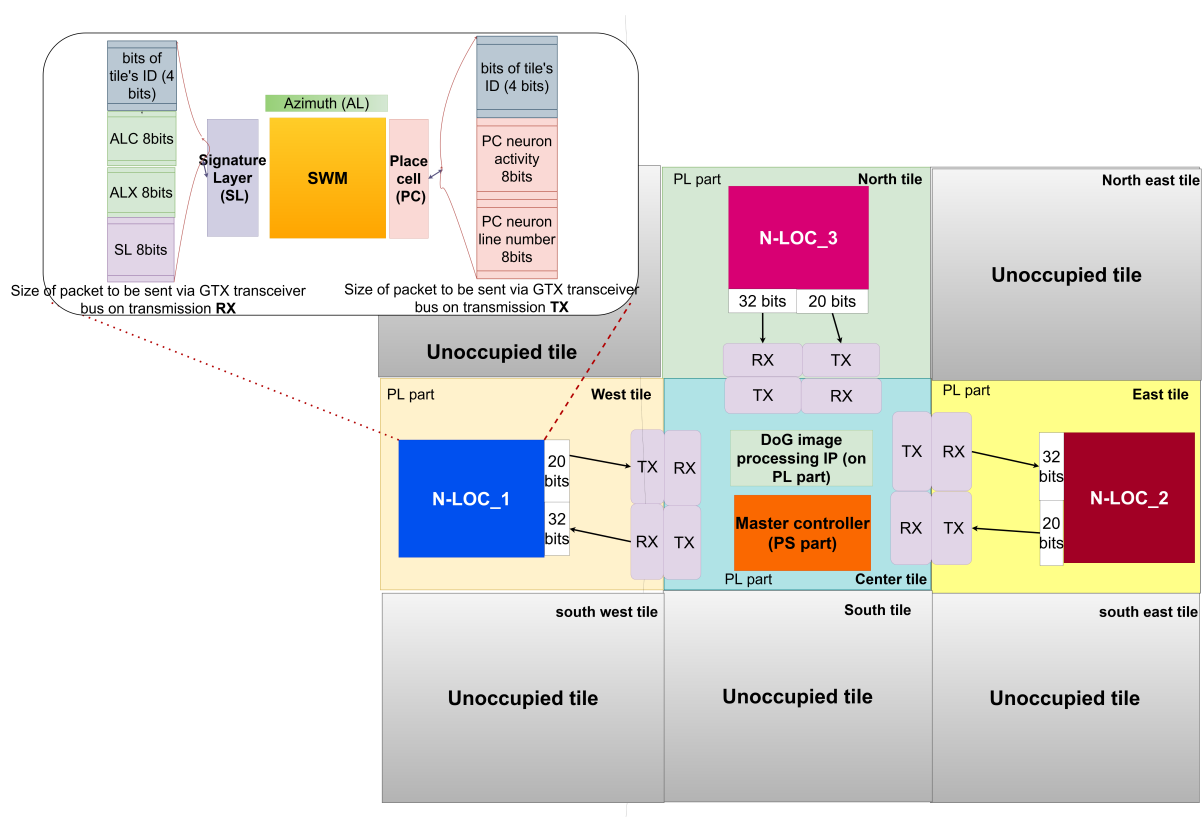 bits of
tile's ID (4
bits)
ALC 8bits
ALX 8bits
SL 8bits
Signature
Layer
(SL)
Azimuth (AL)
SWM
Place
cell
(PC)
bits of tile's
ID (4 bits)
PC neuron
activity
8bits
PC neuron
line number
8bits
Size of packet to be sent via GTX transceiver
bus on transmission RX
Size of packet to be sent via GTX transceiver
bus on transmission TX
Unoccupied tile
PL part
North tile
N-LOC_3
32 bits
20 bits
RX
TX
TX
RX
North east tile
Unoccupied tile
PL part
West tile
N-LOC_1
20
bits
32
bits
TX
RX
RX
TX
DoG image
processing IP (on
PL part)
Master controller
(PS part)
PL part
Center tile
TX
RX
RX
TX
PL part
East tile
32
bits
20
bits
N-LOC_2
south west tile
Unoccupied tile
South tile
Unoccupied tile
south east tile
Unoccupied tile